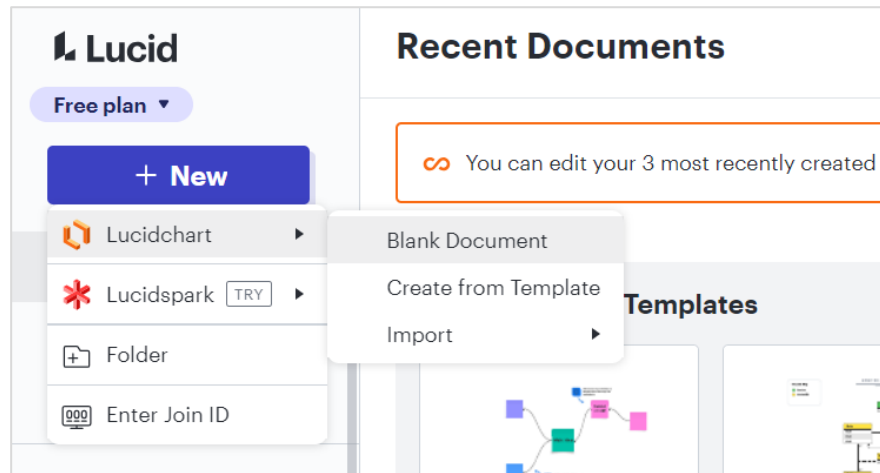 Lucid
Recent Documents
Free plan
You can edit your 3 most recently created
+ New
Lucidchart
Blank Document
Create from Template
Import
Lucidspark TRY
Templates
Folder
Enter Join ID